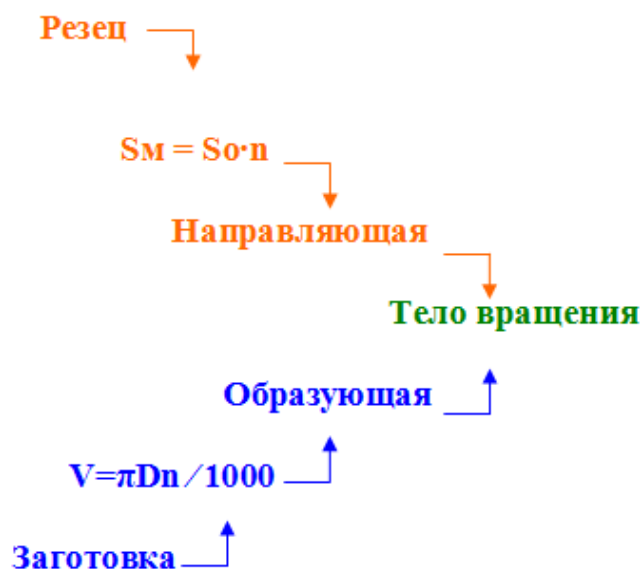 Резец
Sм = So·n
Направляющая
Тело вращения
Образующая
V=πDn ∕ 1000
Заготовка